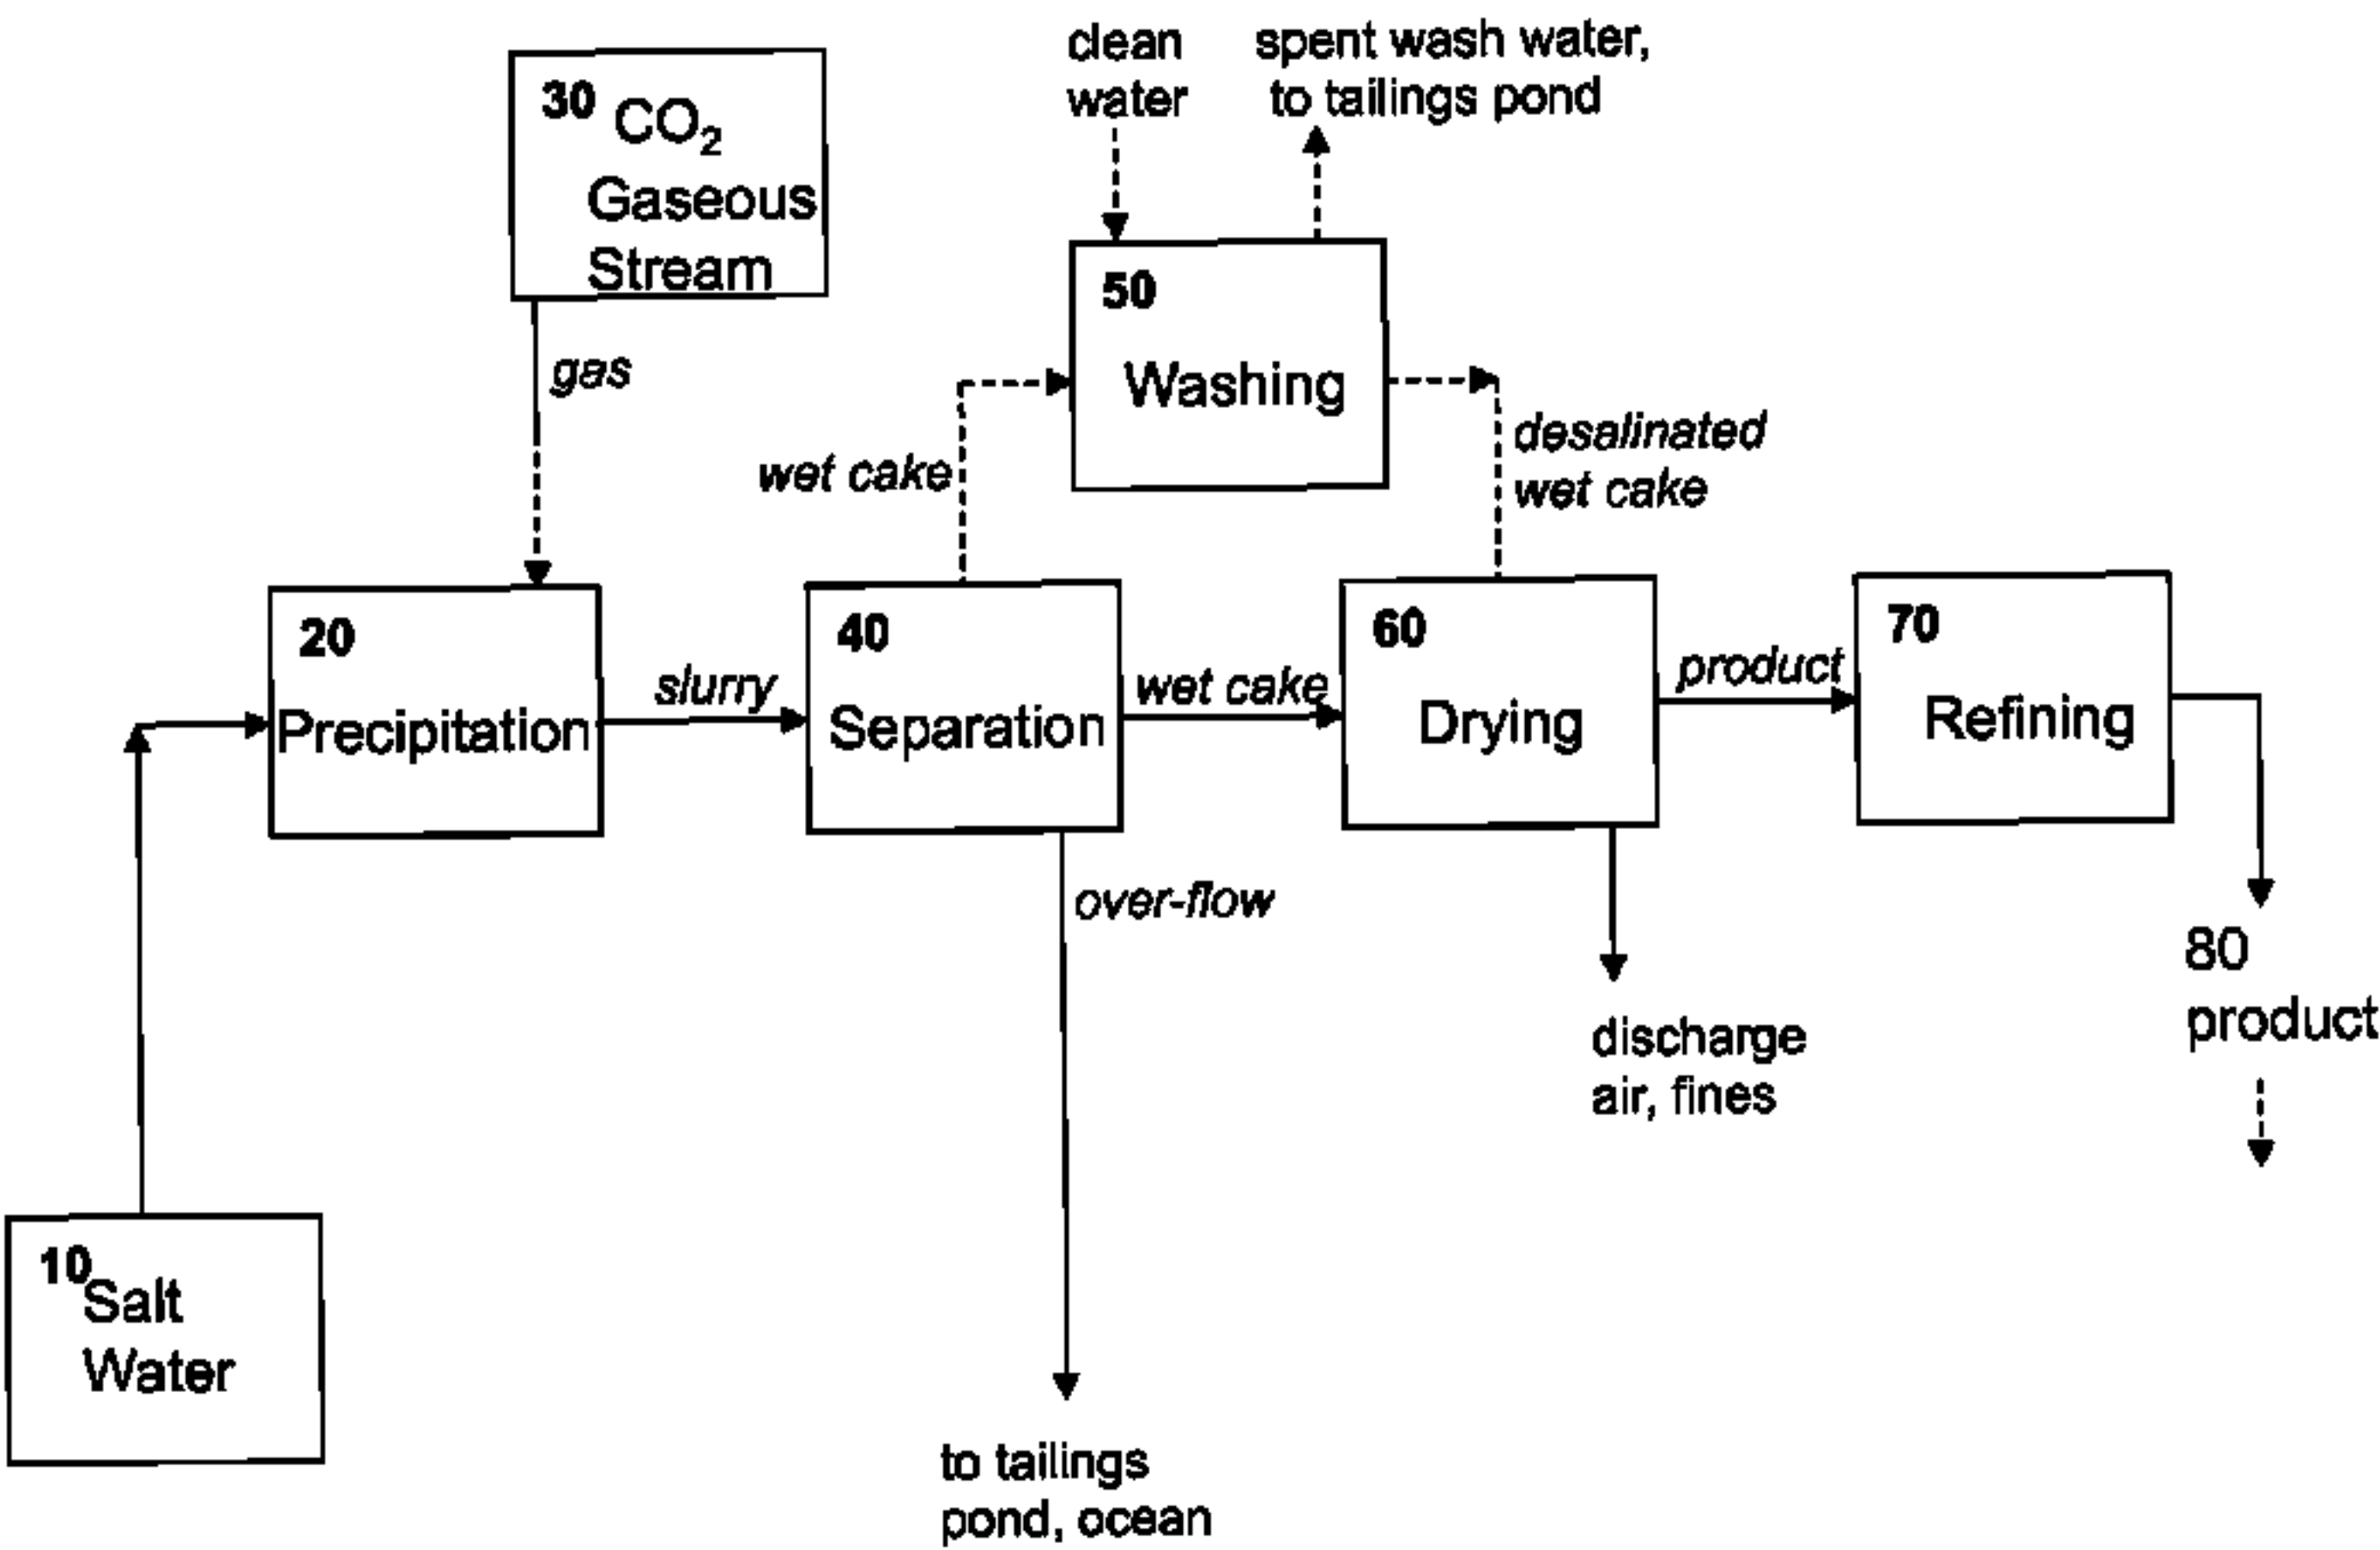 30 CO₂
Gaseous
Stream
clean
water
spent wash water,
to tailings pond
50
Washing
gas
wet cake
desalinated
wet cake
20
Precipitation
slurry
40
Separation
wet cake
60
Drying
product
70
Refining
over-flow
80
product
discharge
air, fines
10
Salt
Water
to tailings
pond, ocean